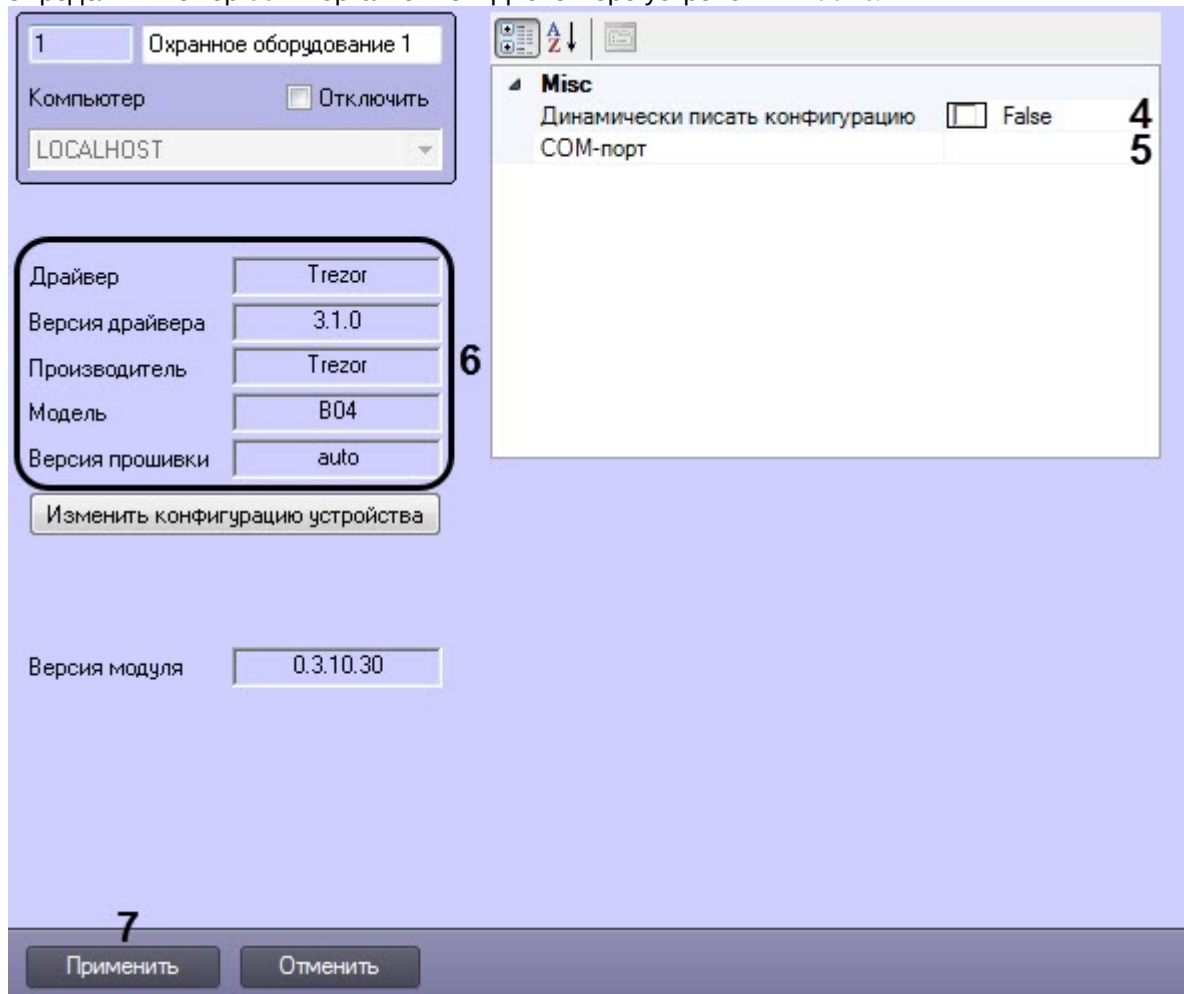 1 Охранное оборудование 1
Компьютер Отключить
LOCALHOST
Misc
Динамически писать конфигурацию False 4
COM-порт 5
Драйвер Trezor
Версия драйвера 3.1.0
Производитель Trezor
6
Модель B04
Версия прошивки auto
Изменить конфигурацию устройства
Версия модуля 0.3.10.30
7
Применить Отменить